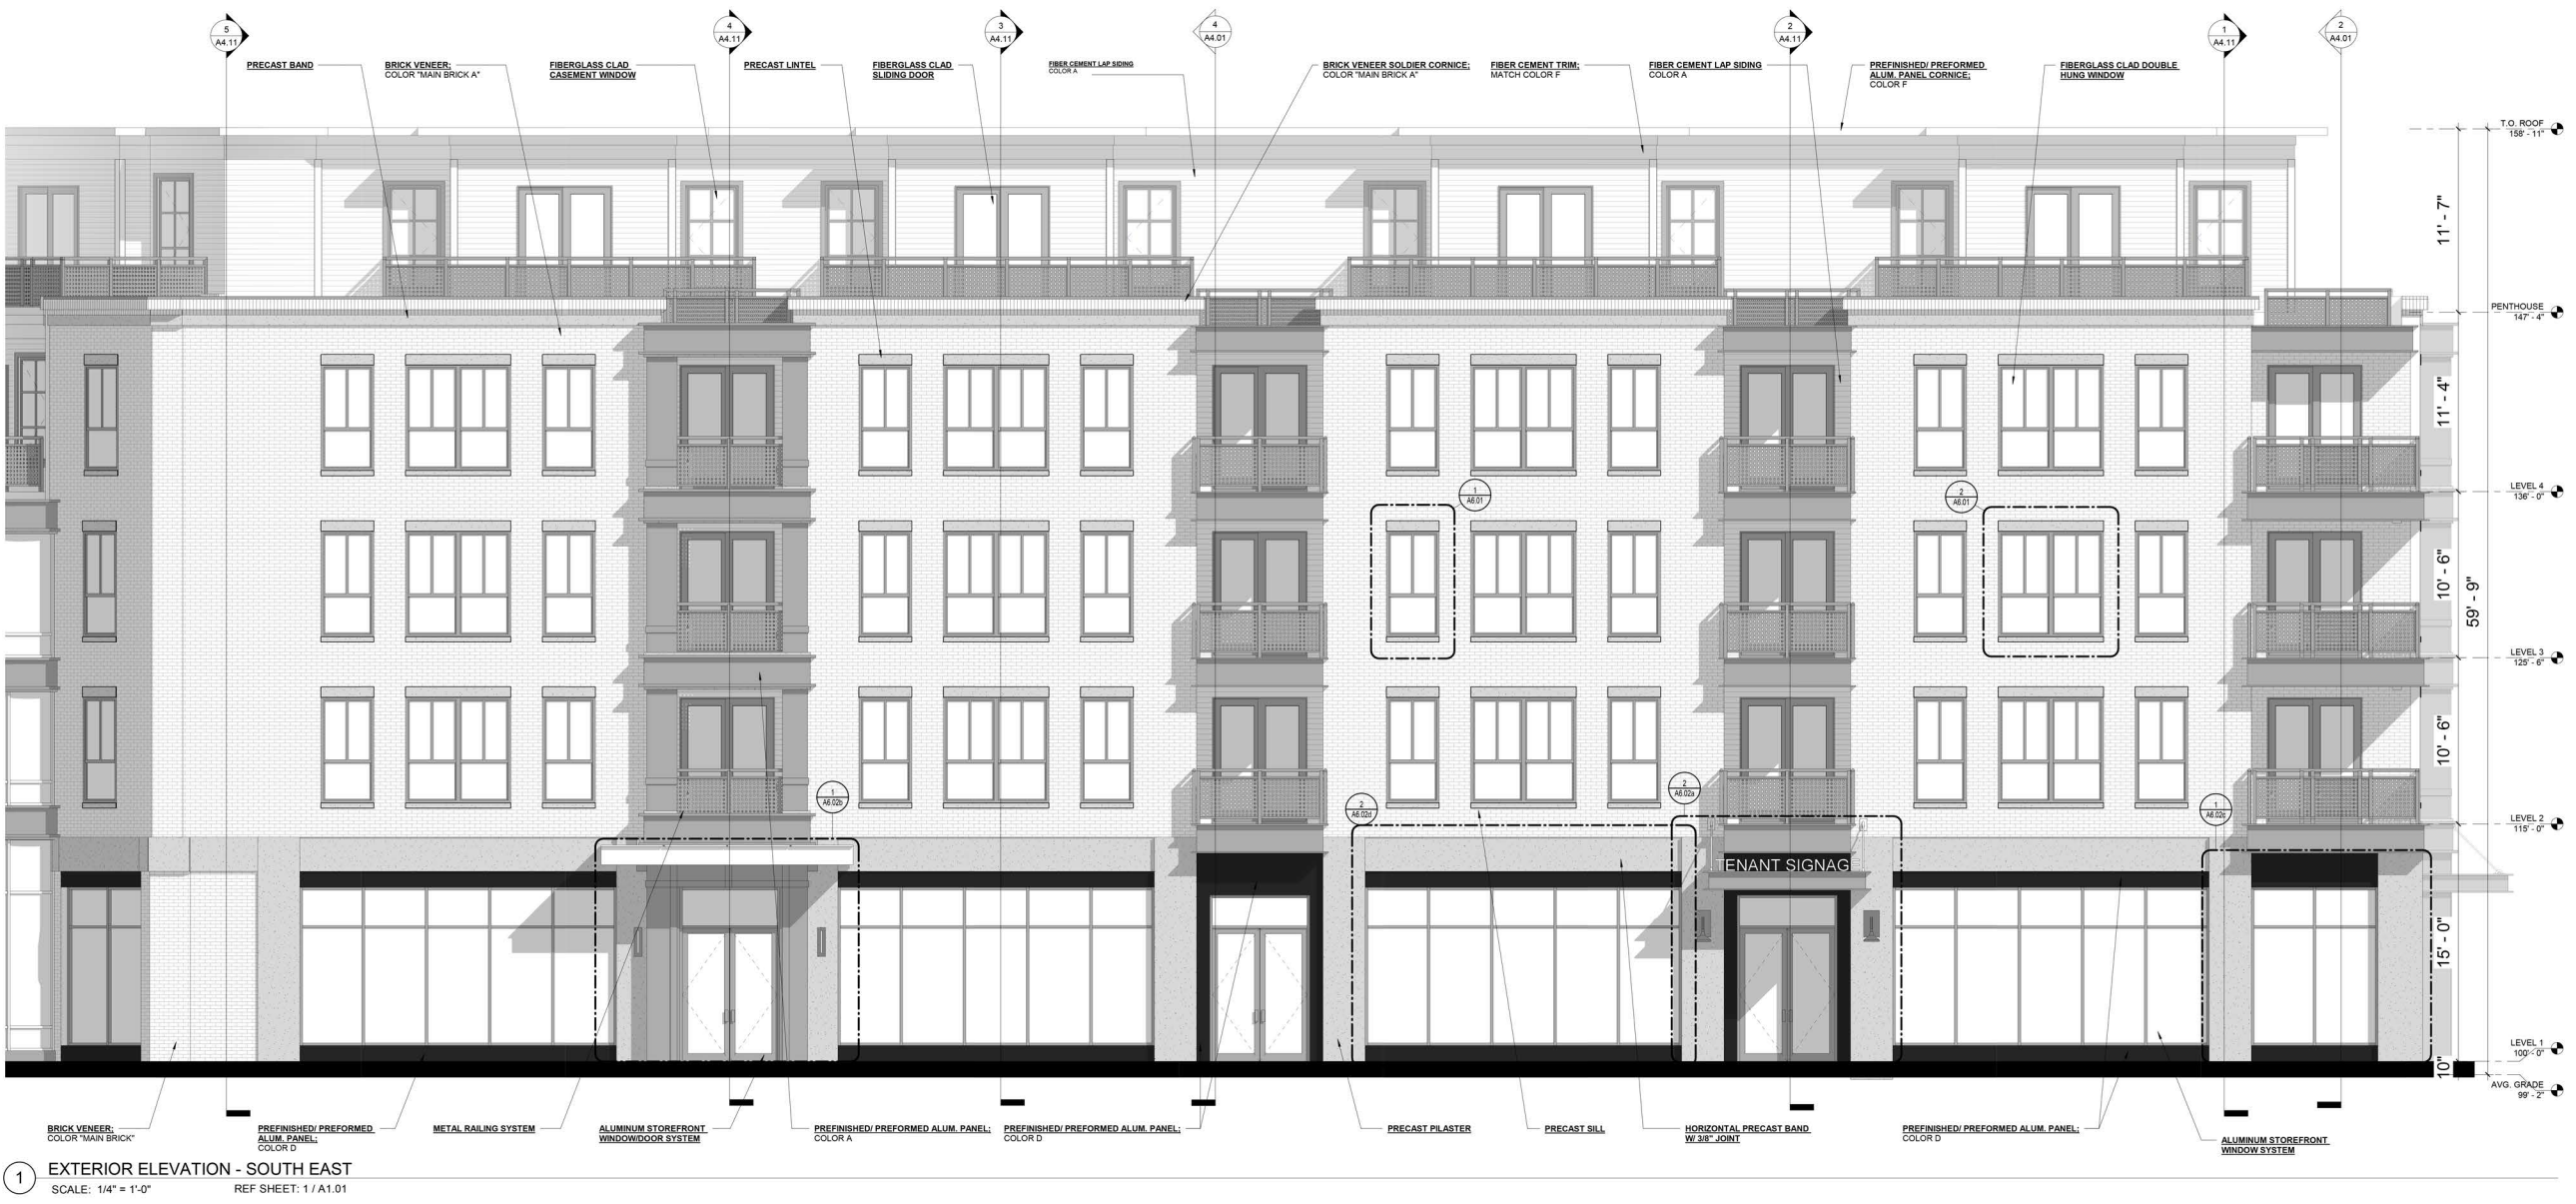 5
A4.11
4
A4.11
3
A4.11
4
A4.01
2
A4.11
1
A4.11
2
A4.01
PRECAST BAND
BRICK VENEER;
COLOR "MAIN BRICK A"
FIBERGLASS CLAD
CASEMENT WINDOW
PRECAST LINTEL
FIBERGLASS CLAD
SLIDING DOOR
FIBER CEMENT LAP SIDING
COLOR A
BRICK VENEER SOLDIER CORNICE;
COLOR "MAIN BRICK A"
FIBER CEMENT TRIM;
MATCH COLOR F
FIBER CEMENT LAP SIDING
COLOR A
PREFINISHED/ PREFORMED
ALUM. PANEL CORNICE;
COLOR F
FIBERGLASS CLAD DOUBLE
HUNG WINDOW
T.O. ROOF
158' - 11"
11' - 7"
PENTHOUSE
147' - 4"
11' - 4"
LEVEL 4
136' - 0"
1
A6.01
2
A6.01
10' - 6"
59' - 9"
LEVEL 3
125' - 6"
10' - 6"
1
A6.02b
2
A6.02d
2
A6.02a
1
A6.02c
LEVEL 2
115' - 0"
TENANT SIGNAG
15' - 0"
LEVEL 1
100' - 0"
10"
AVG. GRADE
99' - 2"
BRICK VENEER;
COLOR "MAIN BRICK"
PREFINISHED/ PREFORMED
ALUM. PANEL;
COLOR D
METAL RAILING SYSTEM
ALUMINUM STOREFRONT
WINDOW/DOOR SYSTEM
PREFINISHED/ PREFORMED ALUM. PANEL;
COLOR A
PREFINISHED/ PREFORMED ALUM. PANEL;
COLOR D
PRECAST PILASTER
PRECAST SILL
HORIZONTAL PRECAST BAND
W/ 3/8" JOINT
PREFINISHED/ PREFORMED ALUM. PANEL;
COLOR D
ALUMINUM STOREFRONT
WINDOW SYSTEM
1
EXTERIOR ELEVATION - SOUTH EAST
SCALE: 1/4" = 1'-0"
REF SHEET: 1 / A1.01